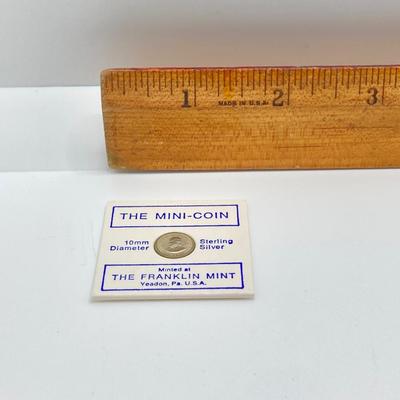 1 MADE IN U.S.A. 2 3
THE MINI-COIN
10mm Diameter
Sterling Silver
Minted at
THE FRANKLIN MINT
Yeadon, Pa. U.S.A.